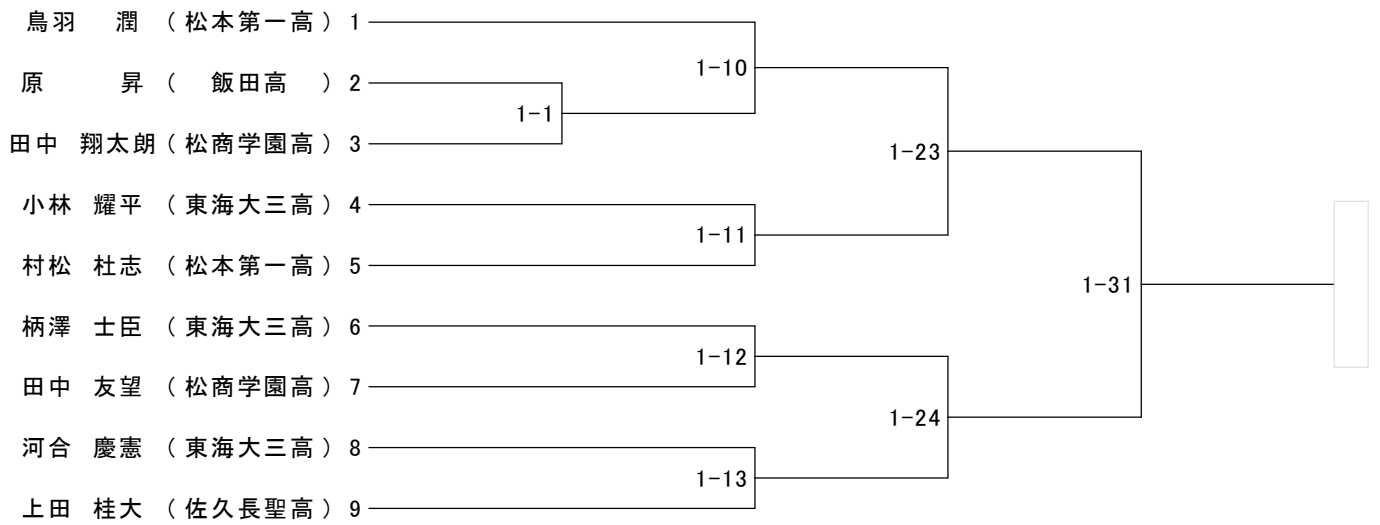 鳥羽 潤 (松本第一高) 1
1-10
原 昇 ( 飯田高 ) 2
1-1
田中 翔太朗(松商学園高) 3
1-23
小林 耀平 (東海大三高) 4
1-11
村松 杜志 (松本第一高) 5
1-31
柄澤 士臣 (東海大三高) 6
1-12
田中 友望 (松商学園高) 7
1-24
河合 慶憲 (東海大三高) 8
1-13
上田 桂大 (佐久長聖高) 9